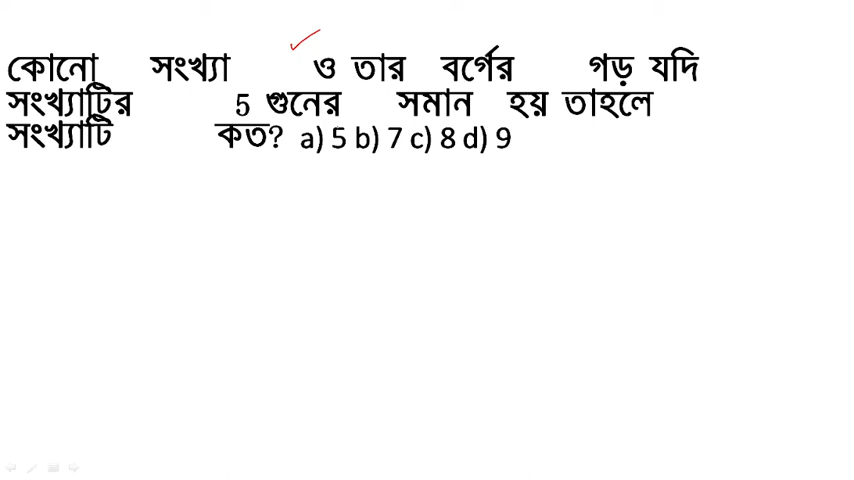 কোনো সংখ্যা ও তার বর্গের গড় যদি
সংখ্যাটির 5 গুনের সমান হয় তাহলে
সংখ্যাটি কত? a) 5 b) 7 c) 8 d) 9